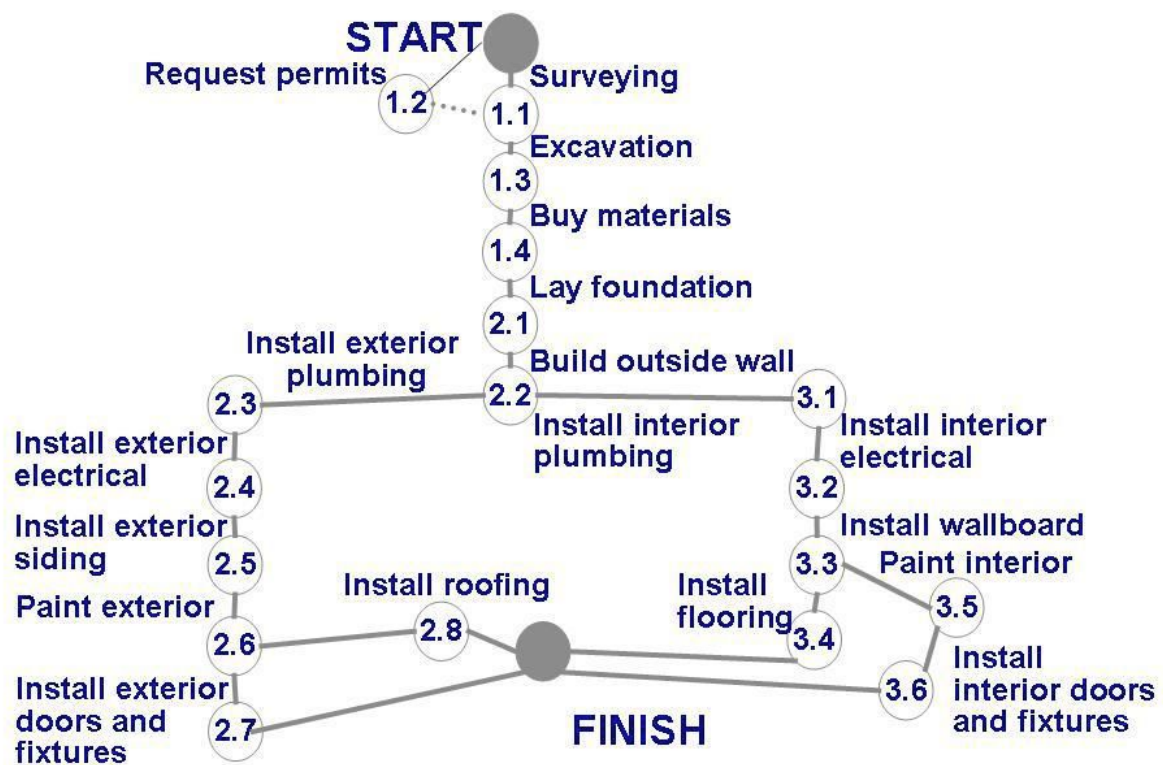 START
Request permits
1.2
Surveying
1.1
Excavation
1.3
Buy materials
1.4
Lay foundation
2.1
Build outside wall
2.2
Install exterior
plumbing
2.3
Install exterior
electrical
2.4
Install exterior
siding
2.5
Paint exterior
2.6
Install roofing
2.8
Install exterior
doors and
fixtures
2.7
Install interior
plumbing
3.1
Install interior
electrical
3.2
Install wallboard
3.3
Install
flooring
3.4
Paint interior
3.5
Install
interior doors
and fixtures
3.6
FINISH